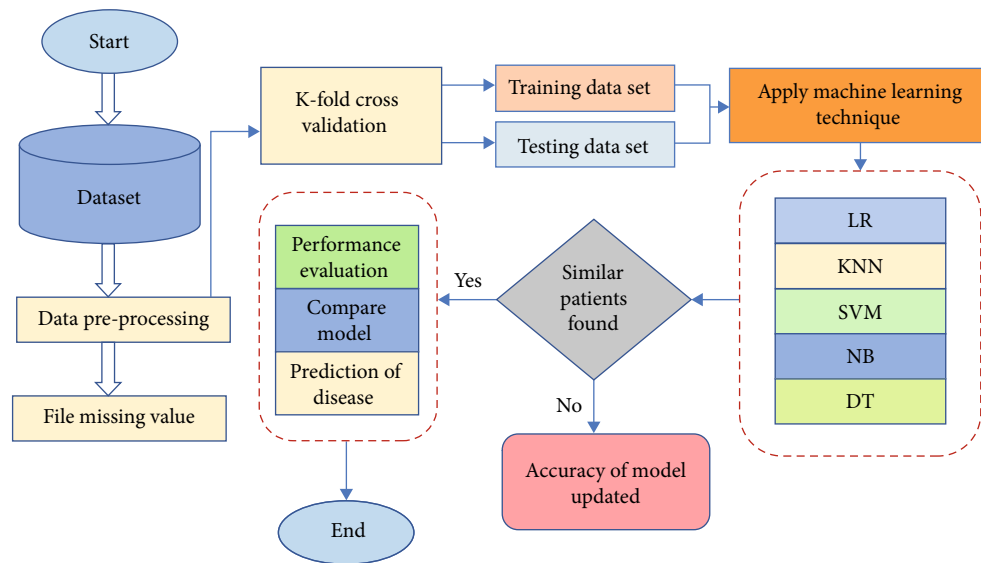 Start
Dataset
Data pre-processing
File missing value
K-fold cross
validation
Training data set
Testing data set
Apply machine learning
technique
LR
KNN
SVM
NB
DT
Similar
patients
found
Yes
No
Performance
evaluation
Compare
model
Prediction of
disease
Accuracy of model
updated
End